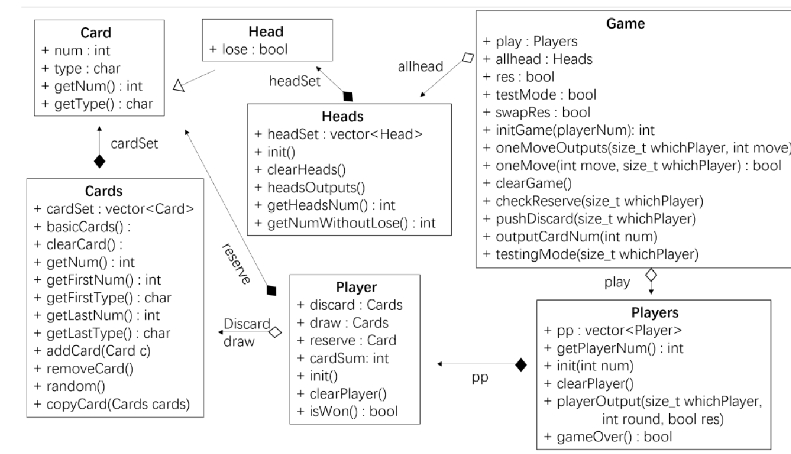 Card
+ num : int
+ type : char
+ getNum() : int
+ getType() : char
Head
+ lose : bool
Game
+ play : Players
+ allhead : Heads
+ res : bool
+ testMode : bool
+ swapRes : bool
+ initGame(playerNum): int
+ oneMoveOutputs(size_t whichPlayer, int move)
+ oneMove(int move, size_t whichPlayer) : bool
+ clearGame()
+ checkReserve(size_t whichPlayer)
+ pushDiscard(size_t whichPlayer)
+ outputCardNum(int num)
+ testingMode(size_t whichPlayer)
headSet
allhead
Heads
+ headSet : vector<Head>
+ init()
+ clearHeads()
+ headsOutputs()
+ getHeadsNum() : int
+ getNumWithoutLose() : int
cardSet
Cards
+ cardSet : vector<Card>
+ basicCards() :
+ clearCard() :
+ getNum() : int
+ getFirstNum() : int
+ getFirstType() : char
+ getLastNum() : int
+ getLastType() : char
+ addCard(Card c)
+ removeCard()
+ random()
+ copyCard(Cards cards)
reserve
Discard
draw
Player
+ discard : Cards
+ draw : Cards
+ reserve : Card
+ cardSum: int
+ init()
+ clearPlayer()
+ isWon() : bool
play
pp
Players
+ pp : vector<Player>
+ getPlayerNum() : int
+ init(int num)
+ clearPlayer()
+ playerOutput(size_t whichPlayer,
int round, bool res)
+ gameOver() : bool